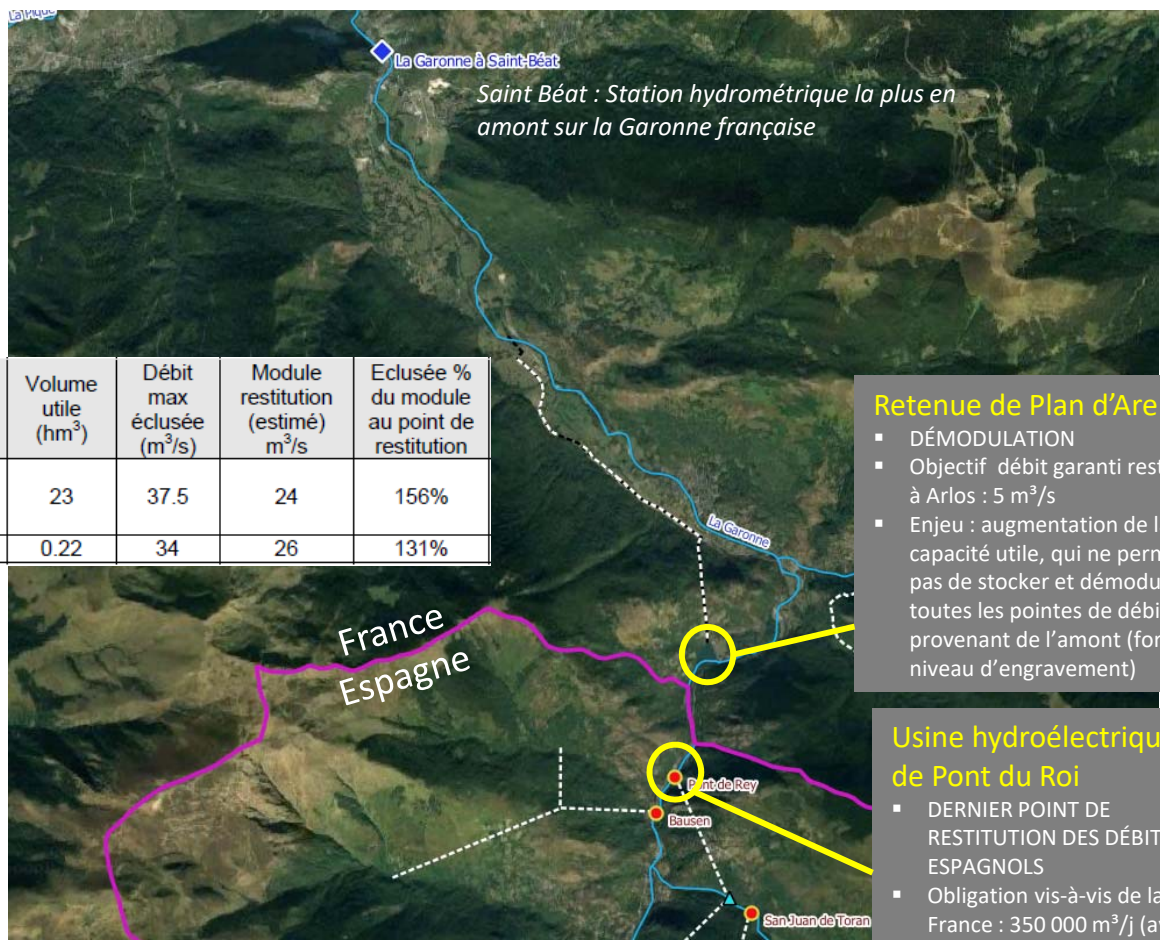 La Pique
La Garonne à Saint-Béat
Saint Béat : Station hydrométrique la plus en
amont sur la Garonne française
Volume utile (hm³) Débit max éclusée (m³/s) Module restitution (estimé) m³/s Eclusée % du module au point de restitution
23 37.5 24 156%
0.22 34 26 131%
Retenue de Plan d’Are
▪ DÉMODULATION
▪ Objectif débit garanti rest
à Arlos : 5 m³/s
▪ Enjeu : augmentation de l
capacité utile, qui ne perm
pas de stocker et démodu
toutes les pointes de débi
provenant de l’amont (for
niveau d’engravement)
La Garonne
France
Espagne
Usine hydroélectriqu
de Pont du Roi
▪ DERNIER POINT DE
RESTITUTION DES DÉBIT
ESPAGNOLS
▪ Obligation vis-à-vis de la
France : 350 000 m³/j (av
Pont de Rey
Bausen
San Juan de Toran